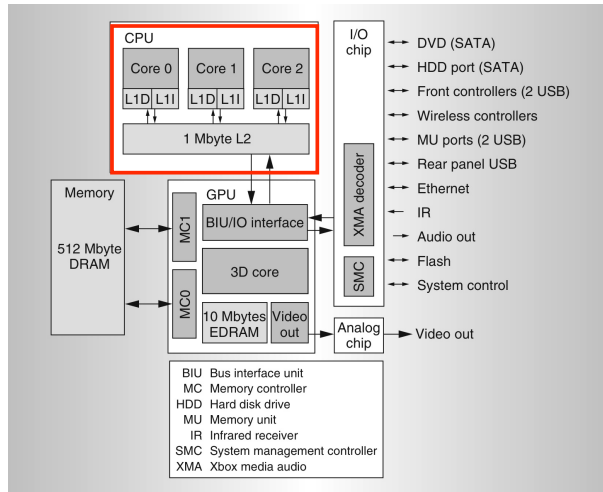 CPU
Core 0
Core 1
Core 2
L1D
L1I
L1D
L1I
L1D
L1I
1 Mbyte L2
I/O
chip
XMA decoder
SMC
DVD (SATA)
HDD port (SATA)
Front controllers (2 USB)
Wireless controllers
MU ports (2 USB)
Rear panel USB
Ethernet
IR
Audio out
Flash
System control
Memory
512 Mbyte
DRAM
GPU
MC1
MC0
BIU/IO interface
3D core
10 Mbytes
EDRAM
Video
out
Analog
chip
Video out
BIU Bus interface unit
MC Memory controller
HDD Hard disk drive
MU Memory unit
IR Infrared receiver
SMC System management controller
XMA Xbox media audio